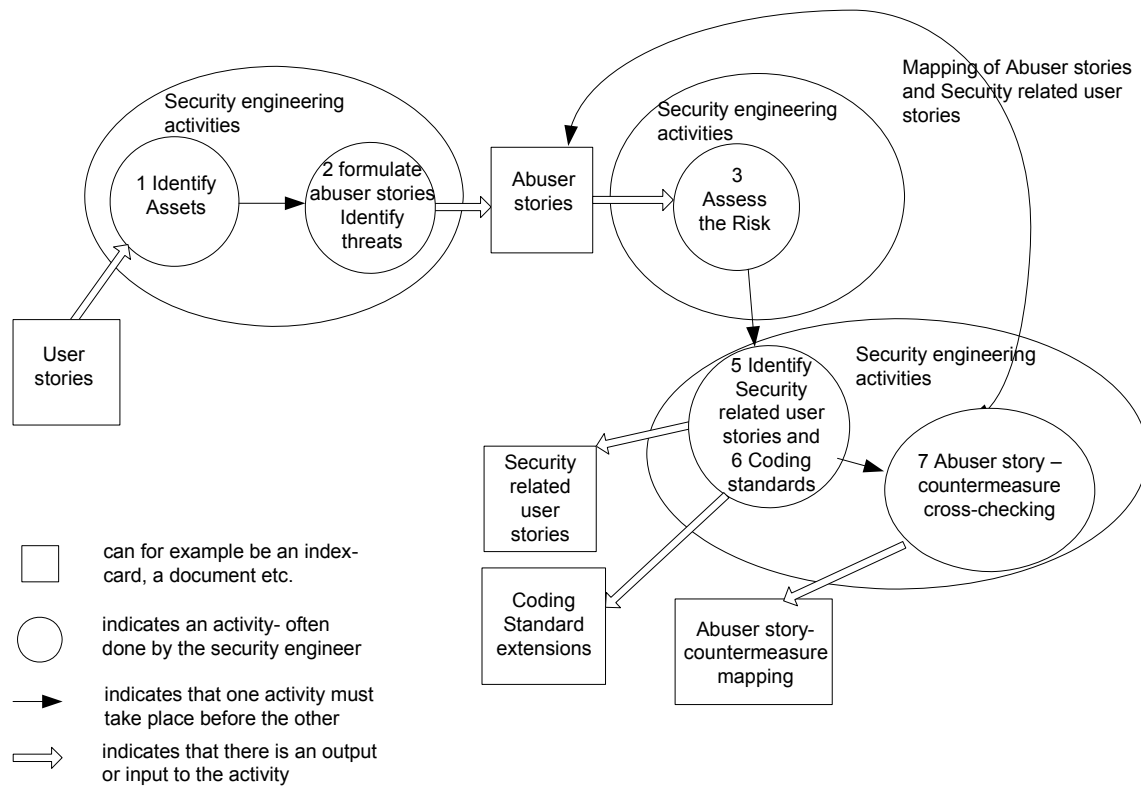 Security engineering
activities
1 Identify
Assets
2 formulate
abuser stories
Identify
threats
User
stories
Abuser
stories
Security engineering
activities
3
Assess
the Risk
Mapping of Abuser stories
and Security related user
stories
Security engineering
activities
5 Identify
Security
related user
stories and
6 Coding
standards
7 Abuser story –
countermeasure
cross-checking
Security
related
user
stories
Coding
Standard
extensions
Abuser story-
countermeasure
mapping
can for example be an index-
card, a document etc.
indicates an activity- often
done by the security engineer
indicates that one activity must
take place before the other
indicates that there is an output
or input to the activity